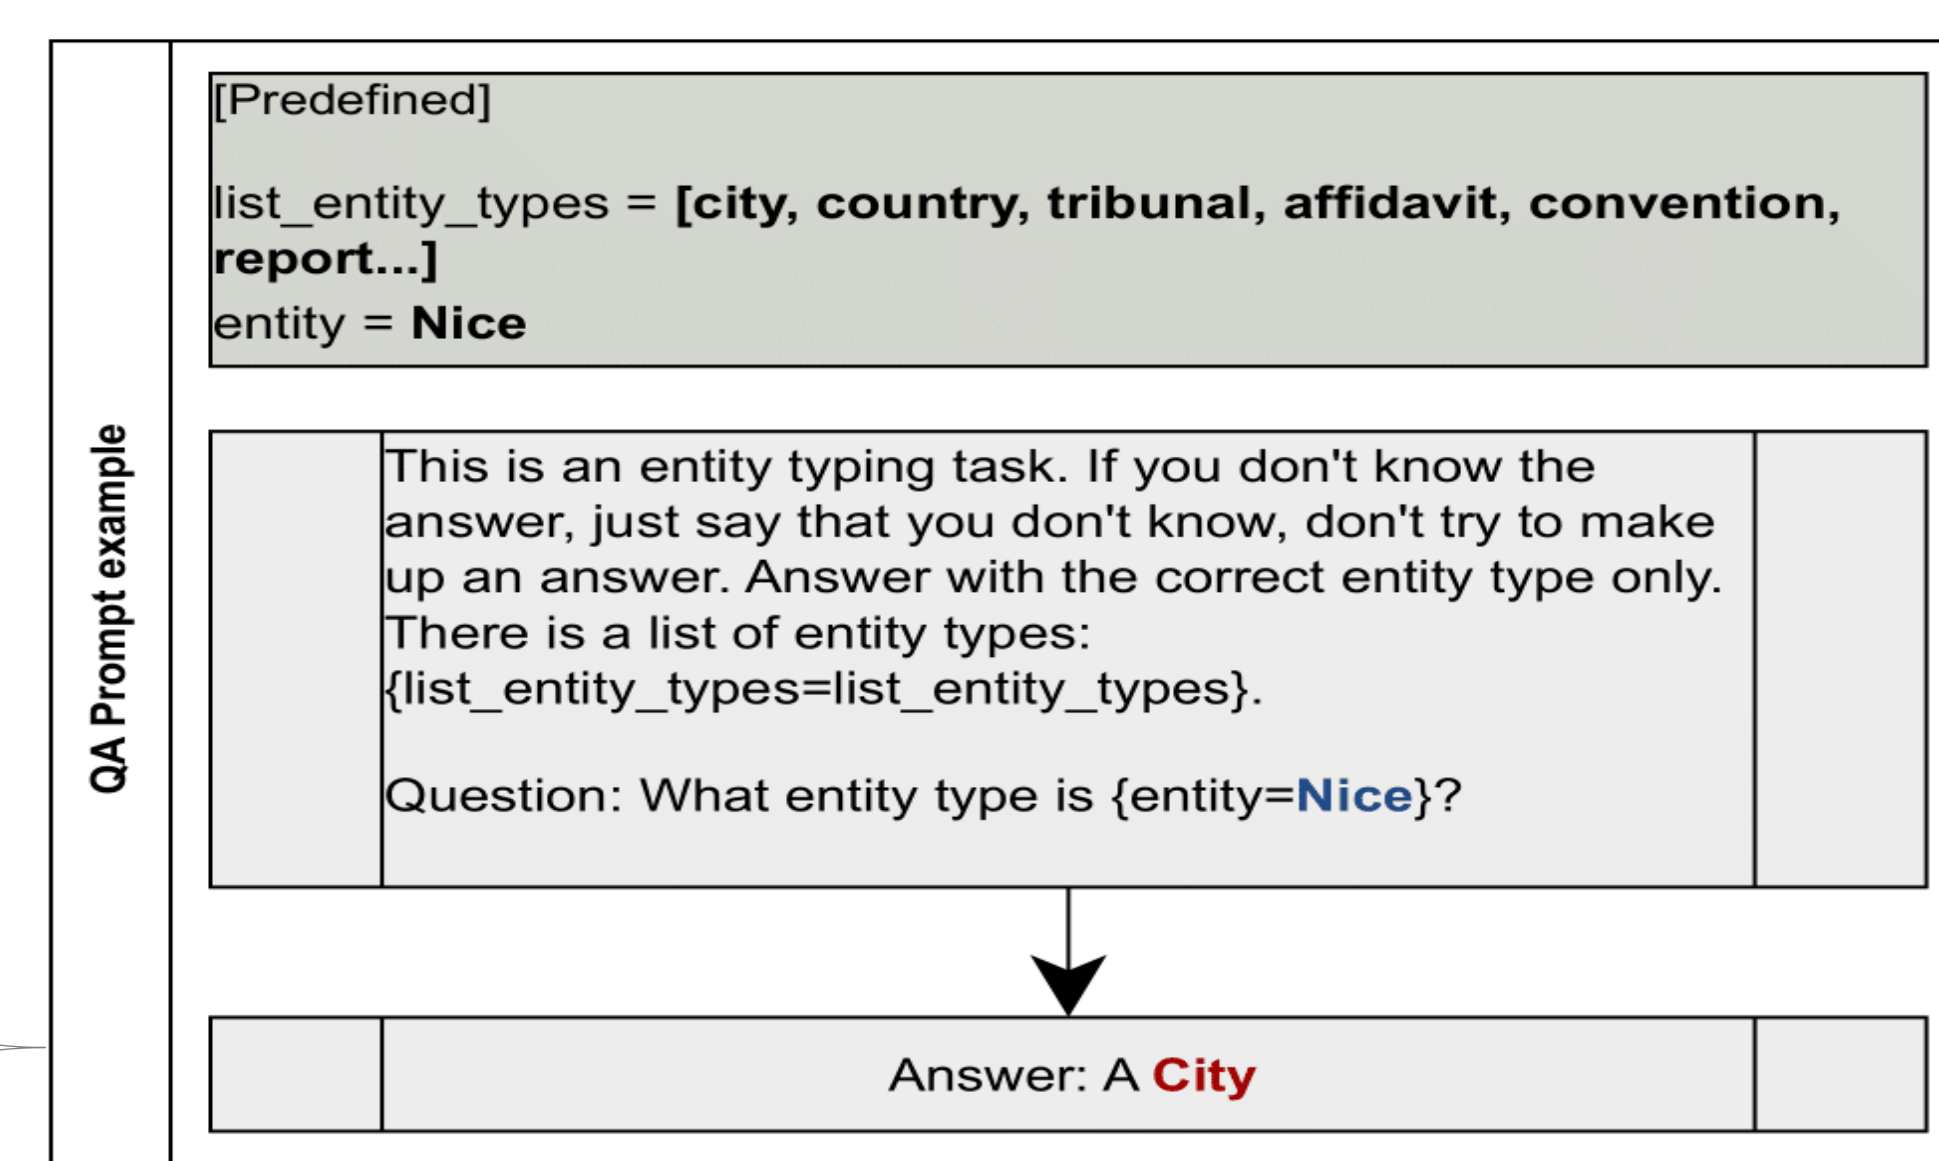 QA Prompt example
[Predefined]
list_entity_types = [city, country, tribunal, affidavit, convention,
report...]
entity = Nice
This is an entity typing task. If you don't know the
answer, just say that you don't know, don't try to make
up an answer. Answer with the correct entity type only.
There is a list of entity types:
{list_entity_types=list_entity_types}.
Question: What entity type is {entity=Nice}?
Answer: A City